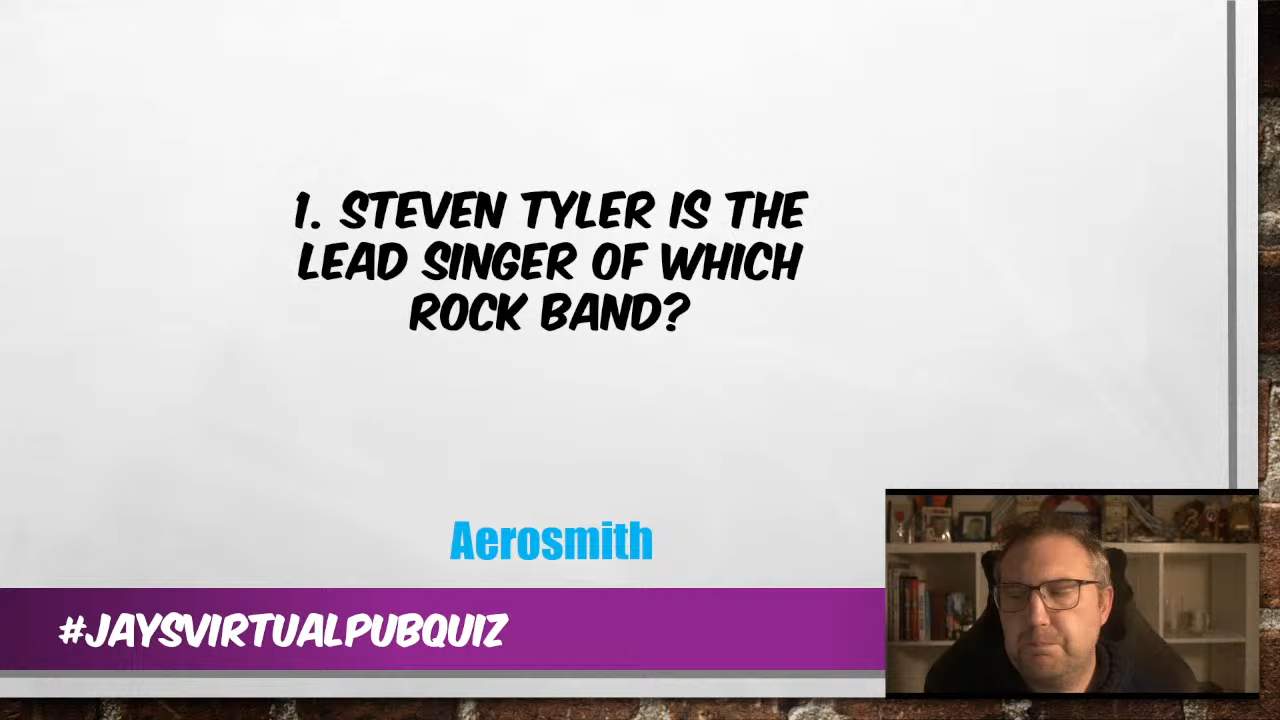 1. STEVEN TYLER IS THE
LEAD SINGER OF WHICH
ROCK BAND?
Aerosmith
#JAYSVIRTUALPUBQUIZ